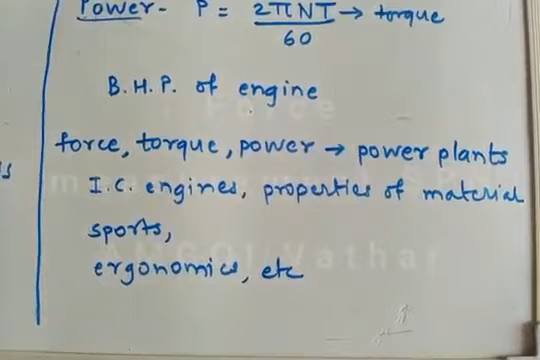 Power - P = 2πNT/60 → torque
B.H.P. of engine
force, torque, power → power plants
I.C. engines, properties of material
sports,
ergonomics, etc